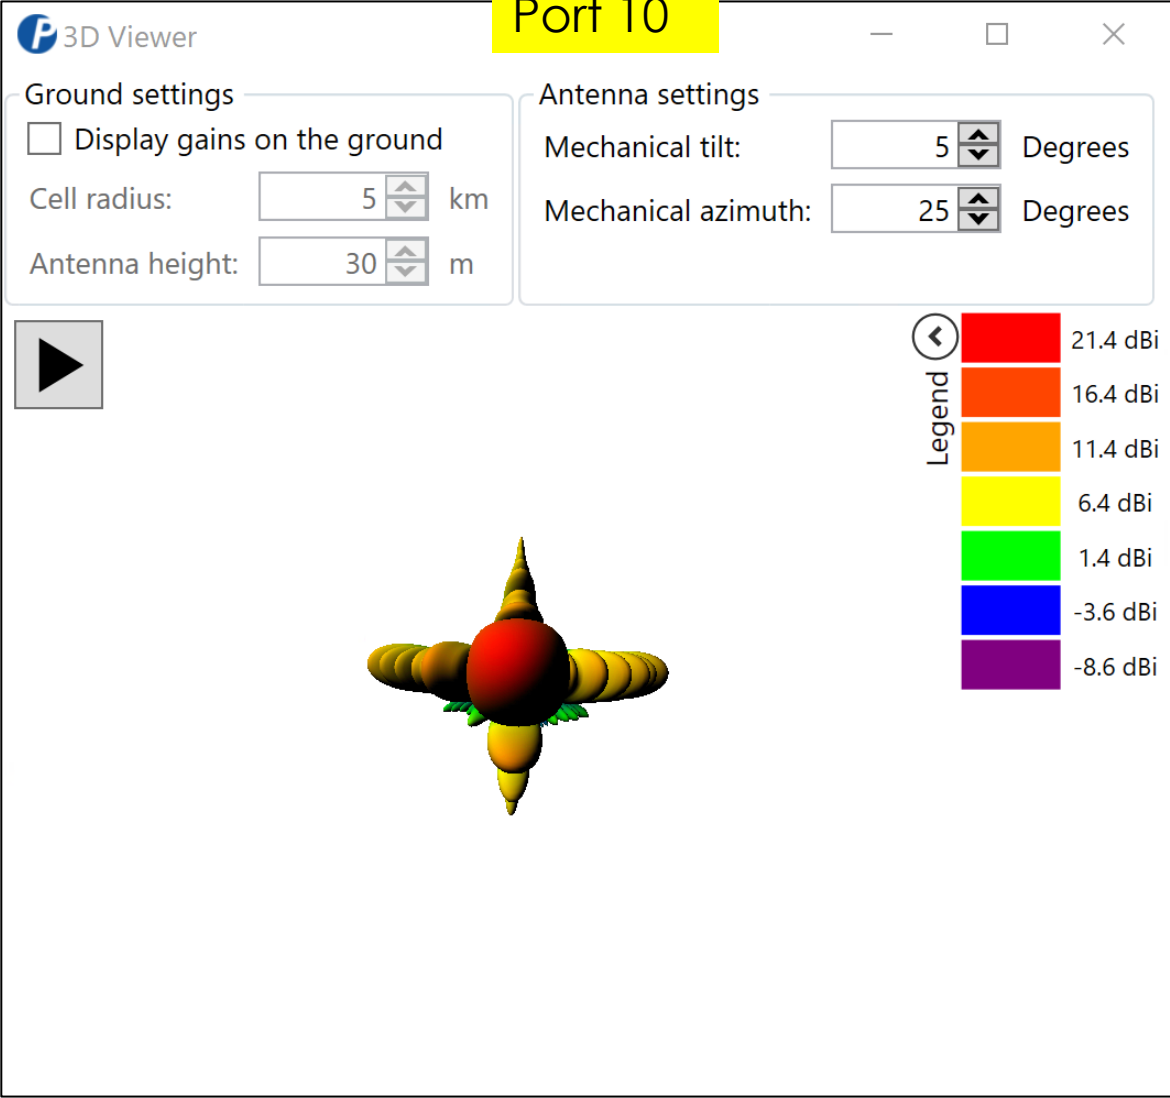 Port 10
3D Viewer
Ground settings
Display gains on the ground
Cell radius: 5 km
Antenna height: 30 m
Antenna settings
Mechanical tilt: 5 Degrees
Mechanical azimuth: 25 Degrees
Legend
21.4 dBi
16.4 dBi
11.4 dBi
6.4 dBi
1.4 dBi
-3.6 dBi
-8.6 dBi